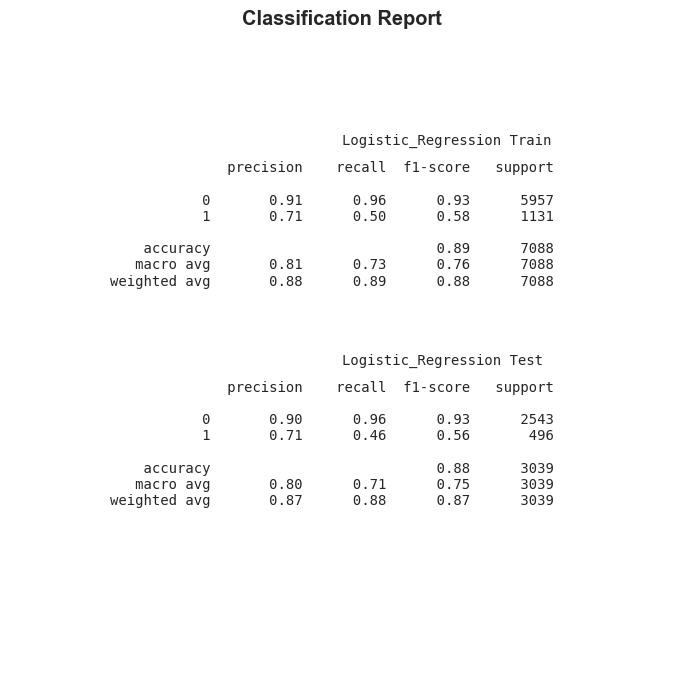 Classification Report
Logistic_Regression Train
precision recall f1-score support
0 0.91 0.96 0.93 5957
1 0.71 0.50 0.58 1131
accuracy 0.89 7088
macro avg 0.81 0.73 0.76 7088
weighted avg 0.88 0.89 0.88 7088
Logistic_Regression Test
precision recall f1-score support
0 0.90 0.96 0.93 2543
1 0.71 0.46 0.56 496
accuracy 0.88 3039
macro avg 0.80 0.71 0.75 3039
weighted avg 0.87 0.88 0.87 3039